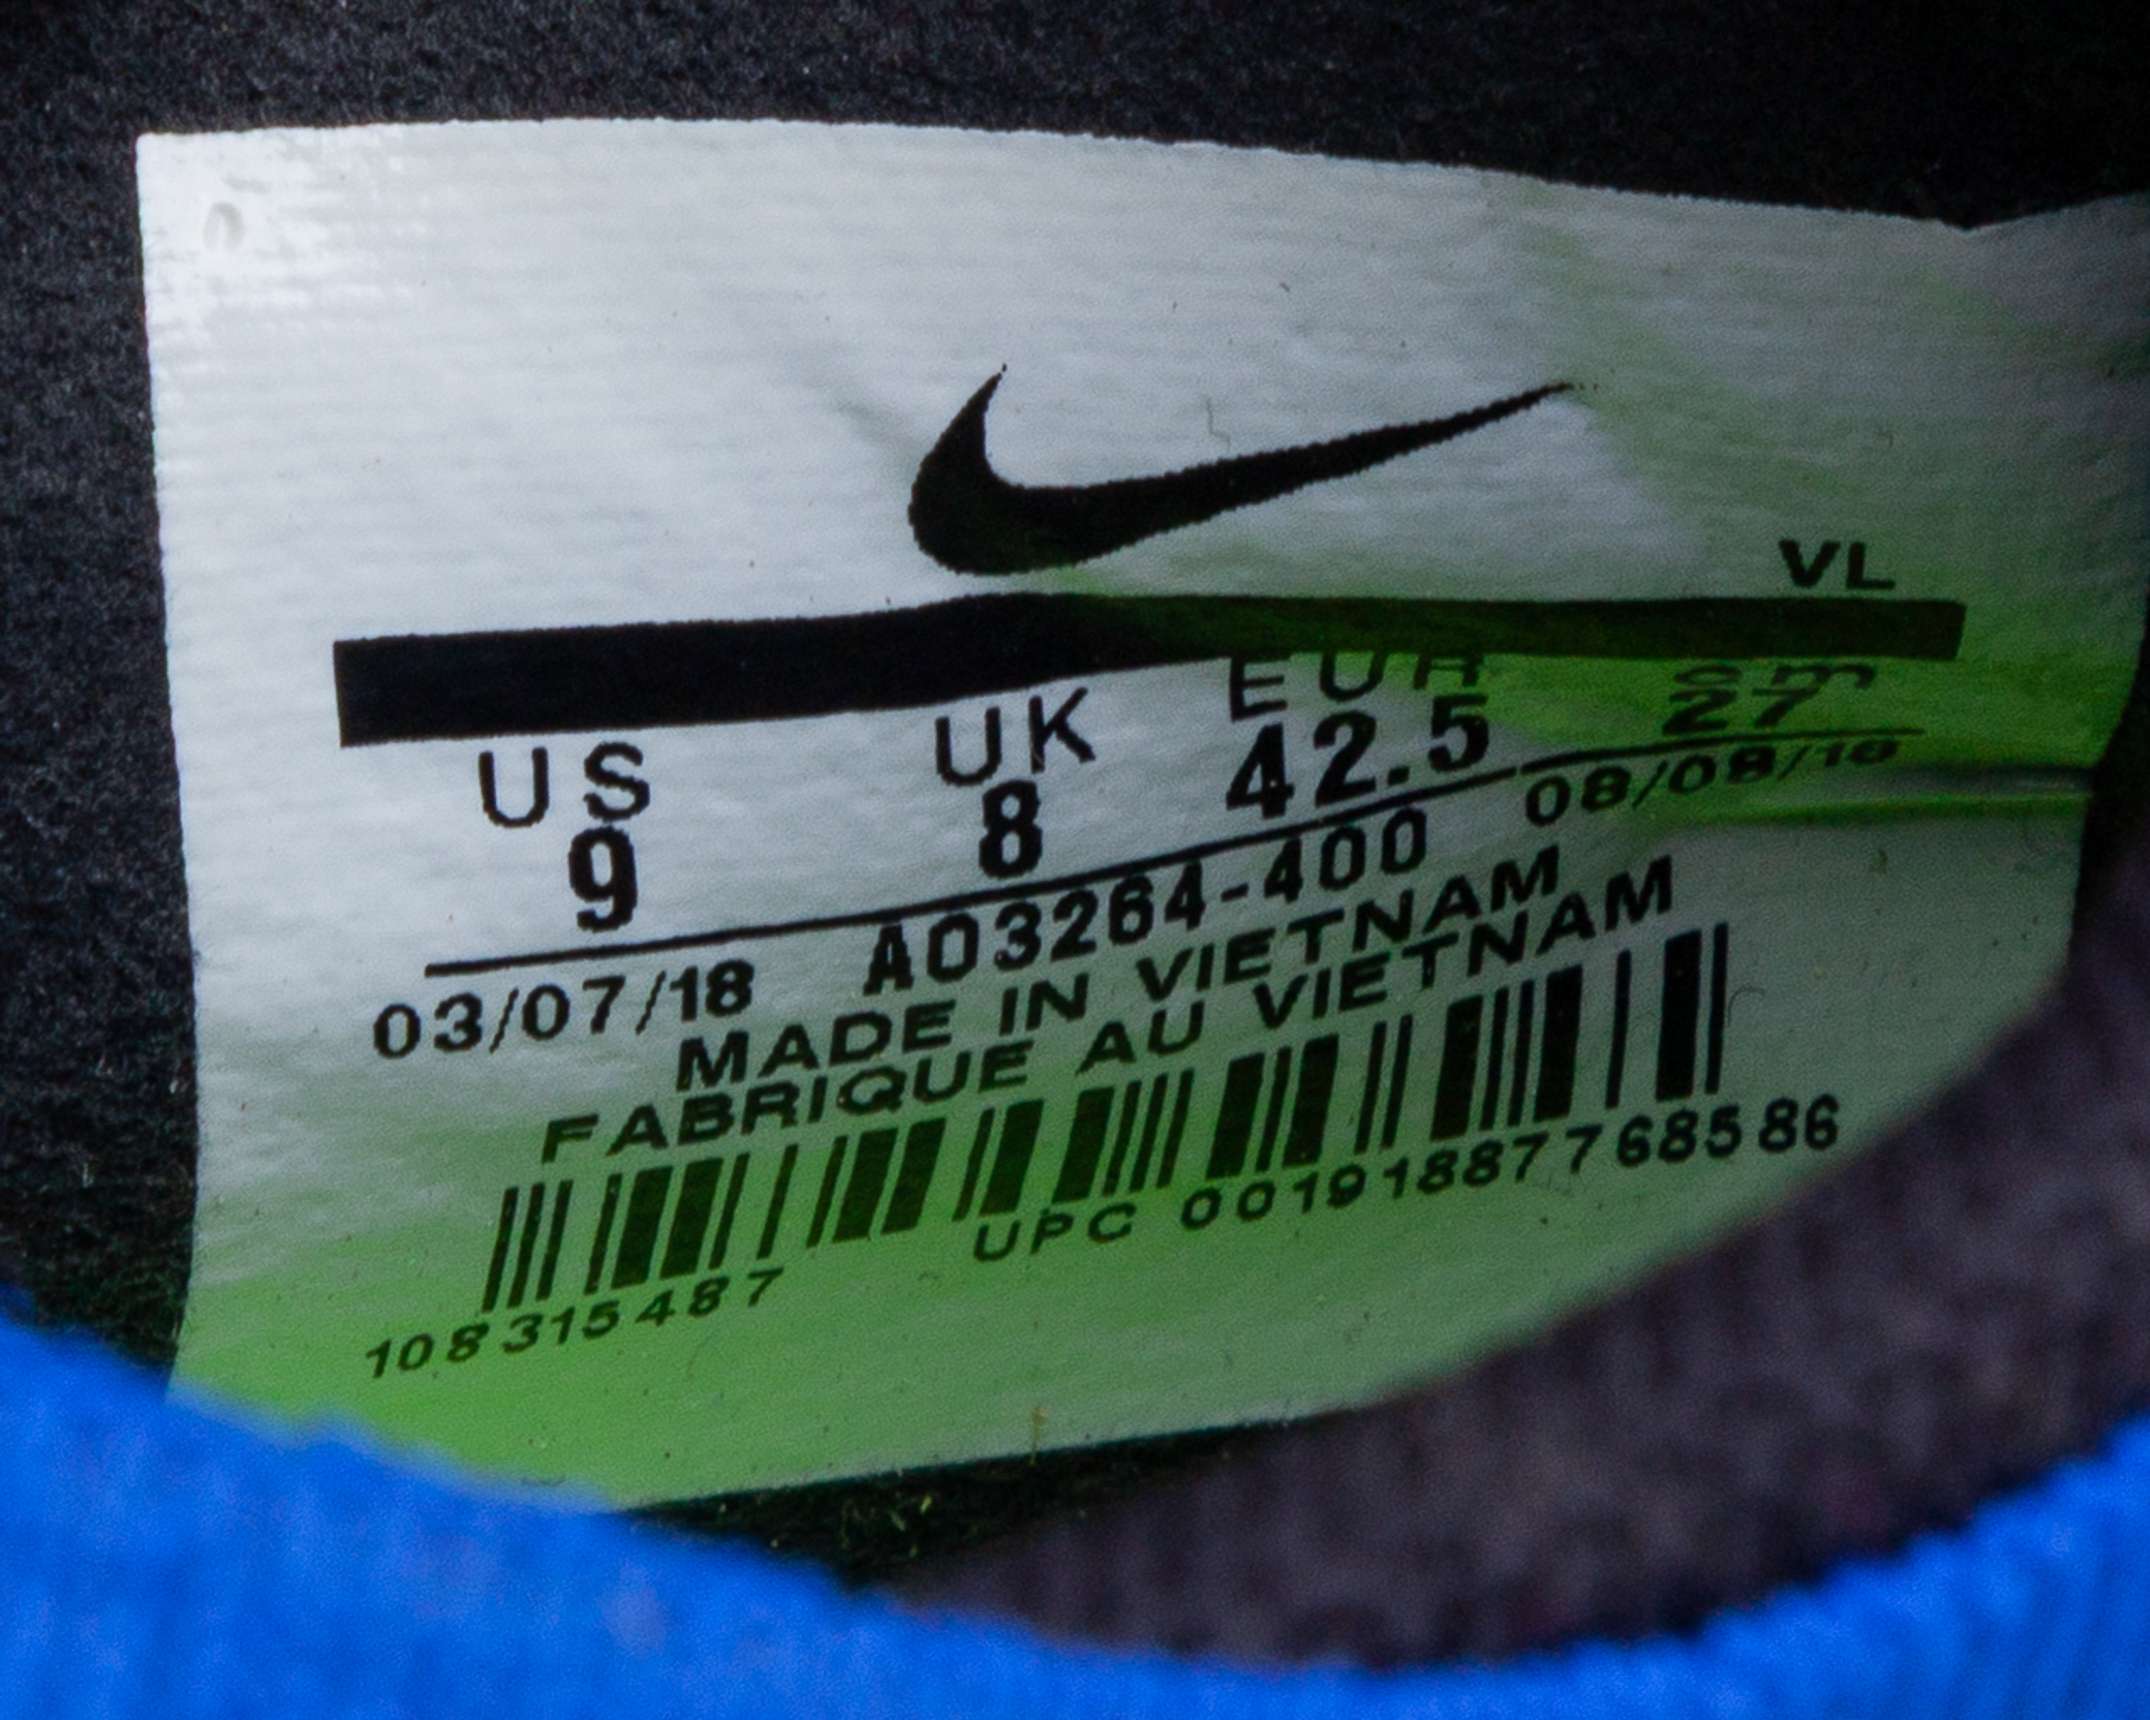 VL
US UK EUR cm
9 8 42.5 27
03/07/18 AO3264-400 08/08/18
MADE IN VIETNAM
FABRIQUE AU VIETNAM
UPC 00191887768586
108315487